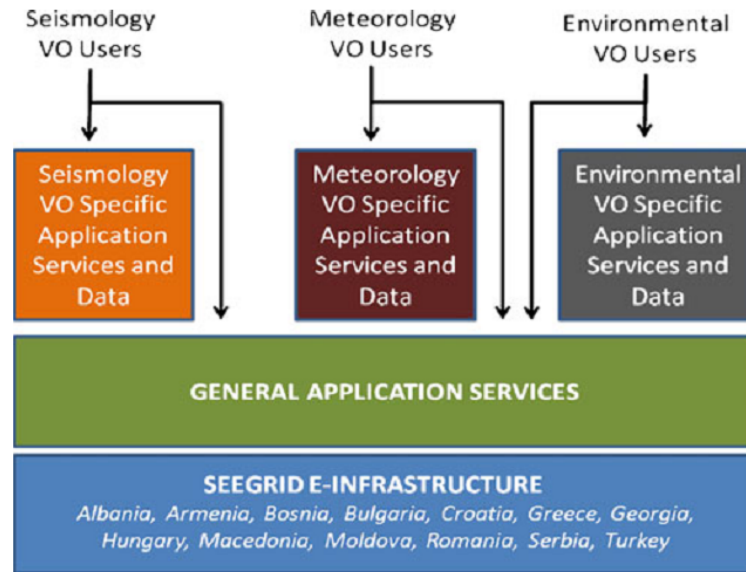 Seismology
VO Users
Meteorology
VO Users
Environmental
VO Users
Seismology
VO Specific
Application
Services and
Data
Meteorology
VO Specific
Application
Services and
Data
Environmental
VO Specific
Application
Services and
Data
GENERAL APPLICATION SERVICES
SEEGRID E-INFRASTRUCTURE
Albania, Armenia, Bosnia, Bulgaria, Croatia, Greece, Georgia,
Hungary, Macedonia, Moldova, Romania, Serbia, Turkey